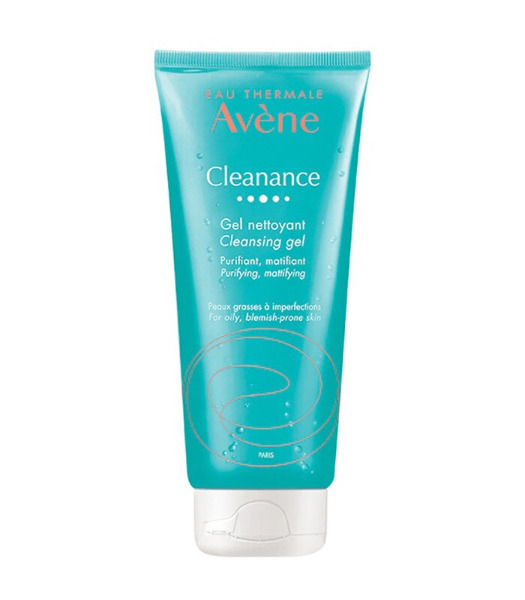 EAU THERMALE
Avène
Cleanance
Gel nettoyant
Cleansing gel
Purifiant, matifiant
Purifying, mattifying
Peaux grasses à imperfections
For oily, blemish-prone skin
PARIS